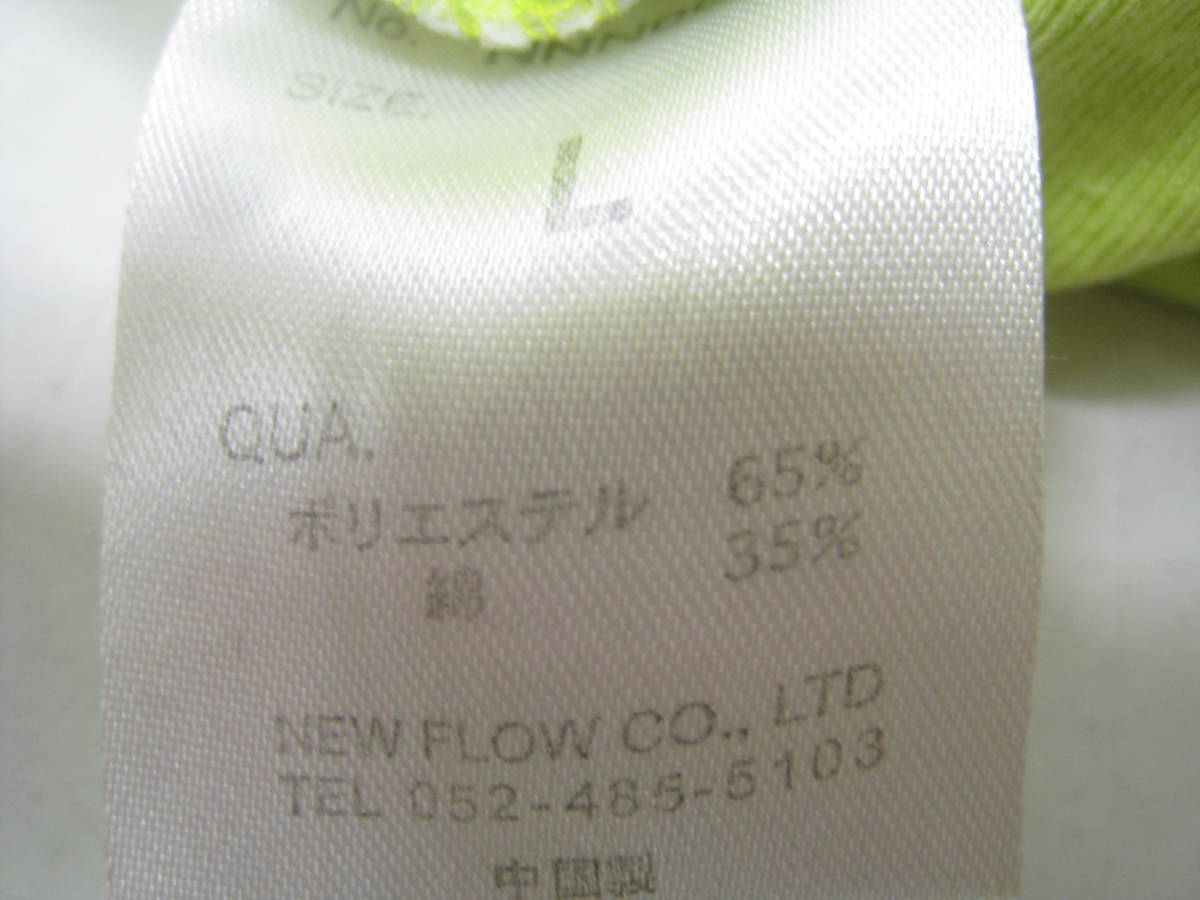 No.
SIZE.
L
QUA.
ポリエステル 65%
綿 35%
NEW FLOW CO., LTD
TEL 052-485-5103
中国製